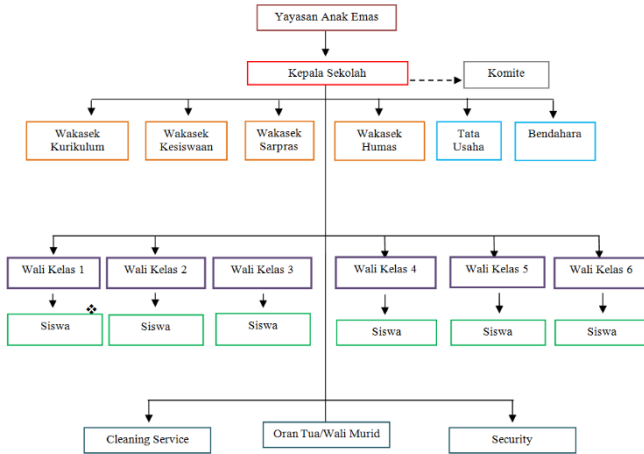 Yayasan Anak Emas
Kepala Sekolah
Komite
Wakasek
Kurikulum
Wakasek
Kesiswaan
Wakasek
Sarpras
Wakasek
Humas
Tata
Usaha
Bendahara
Wali Kelas 1
Wali Kelas 2
Wali Kelas 3
Wali Kelas 4
Wali Kelas 5
Wali Kelas 6
Siswa
Siswa
Siswa
Siswa
Siswa
Siswa
Cleaning Service
Oran Tua/Wali Murid
Security